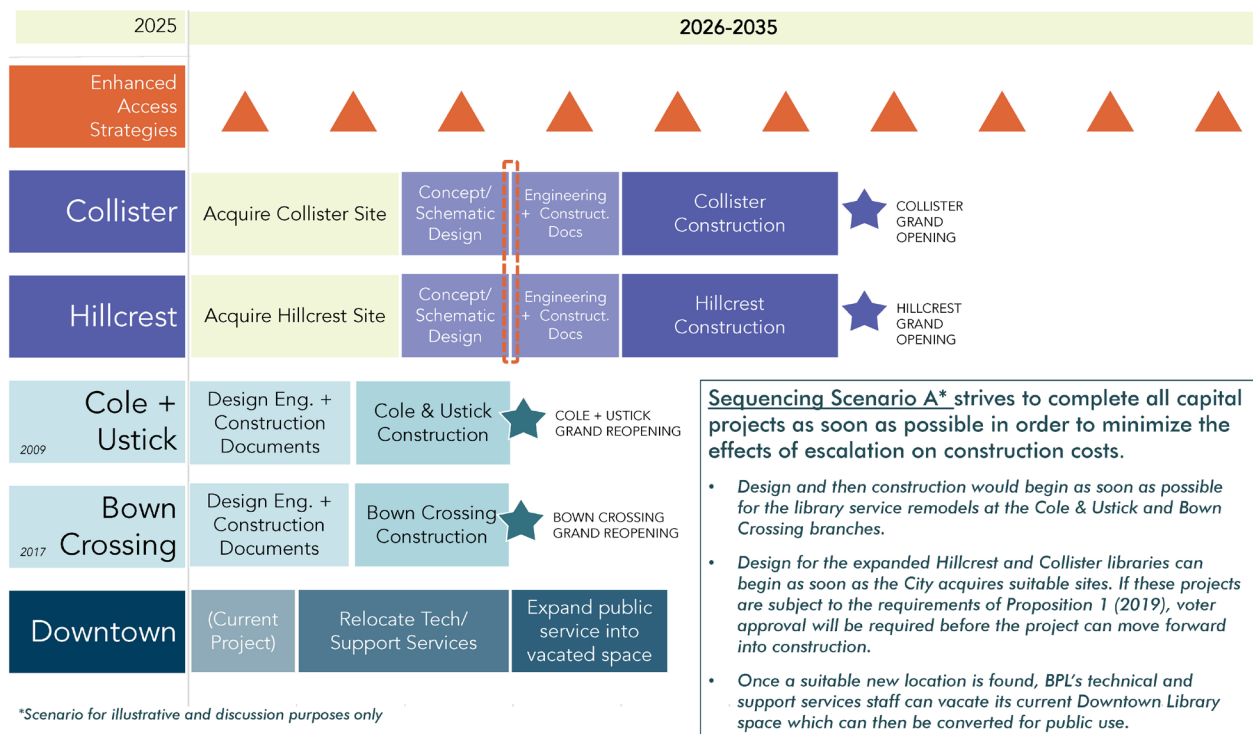 2025
2026-2035
Enhanced
Access
Strategies
Collister
Acquire Collister Site
Concept/
Schematic
Design
Engineering
+ Construct.
Docs
Collister
Construction
COLLISTER
GRAND
OPENING
Hillcrest
Acquire Hillcrest Site
Concept/
Schematic
Design
Engineering
+ Construct.
Docs
Hillcrest
Construction
HILLCREST
GRAND
OPENING
Cole +
Ustick
2009
Design Eng. +
Construction
Documents
Cole & Ustick
Construction
COLE + USTICK
GRAND REOPENING
Bown
Crossing
2017
Design Eng. +
Construction
Documents
Bown Crossing
Construction
BOWN CROSSING
GRAND REOPENING
Downtown
(Current
Project)
Relocate Tech/
Support Services
Expand public
service into
vacated space
Sequencing Scenario A* strives to complete all capital
projects as soon as possible in order to minimize the
effects of escalation on construction costs.
• Design and then construction would begin as soon as possible
for the library service remodels at the Cole & Ustick and Bown
Crossing branches.
• Design for the expanded Hillcrest and Collister libraries can
begin as soon as the City acquires suitable sites. If these projects
are subject to the requirements of Proposition 1 (2019), voter
approval will be required before the project can move forward
into construction.
• Once a suitable new location is found, BPL's technical and
support services staff can vacate its current Downtown Library
space which can then be converted for public use.
*Scenario for illustrative and discussion purposes only